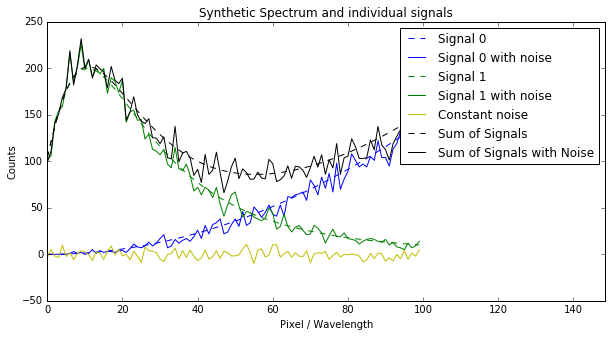 Synthetic Spectrum and individual signals
250
200
150
100
50
0
−50
Counts
Signal 0
Signal 0 with noise
Signal 1
Signal 1 with noise
Constant noise
Sum of Signals
Sum of Signals with Noise
0 20 40 60 80 100 120 140
Pixel / Wavelength